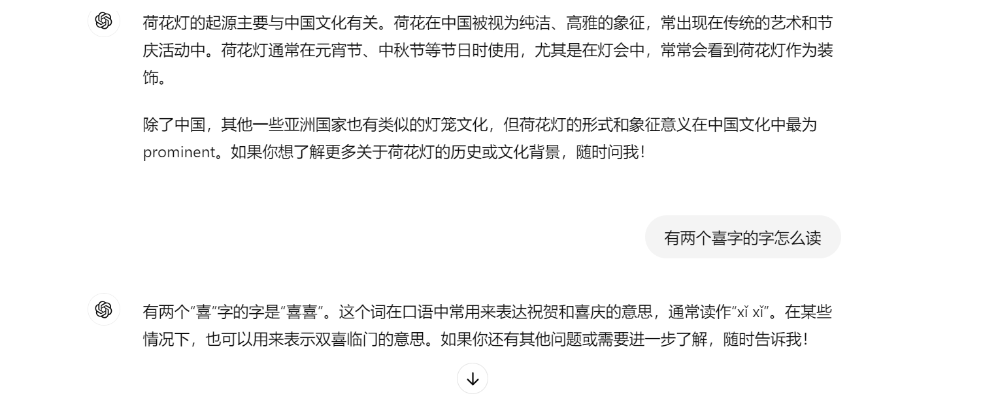 荷花灯的起源主要与中国文化有关。荷花在中国被视为纯洁、高雅的象征，常出现在传统的艺术和节
庆活动中。荷花灯通常在元宵节、中秋节等节日时使用，尤其是在灯会中，常常会看到荷花灯作为装
饰。
除了中国，其他一些亚洲国家也有类似的灯笼文化，但荷花灯的形式和象征意义在中国文化中最为
prominent。如果你想了解更多关于荷花灯的历史或文化背景，随时问我！
有两个喜字的字怎么读
有两个“喜”字的字是“喜喜”。这个词在口语中常用来表达祝贺和喜庆的意思，通常读作“xǐ xǐ”。在某些
情况下，也可以用来表示双喜临门的意思。如果你还有其他问题或需要进一步了解，随时告诉我！